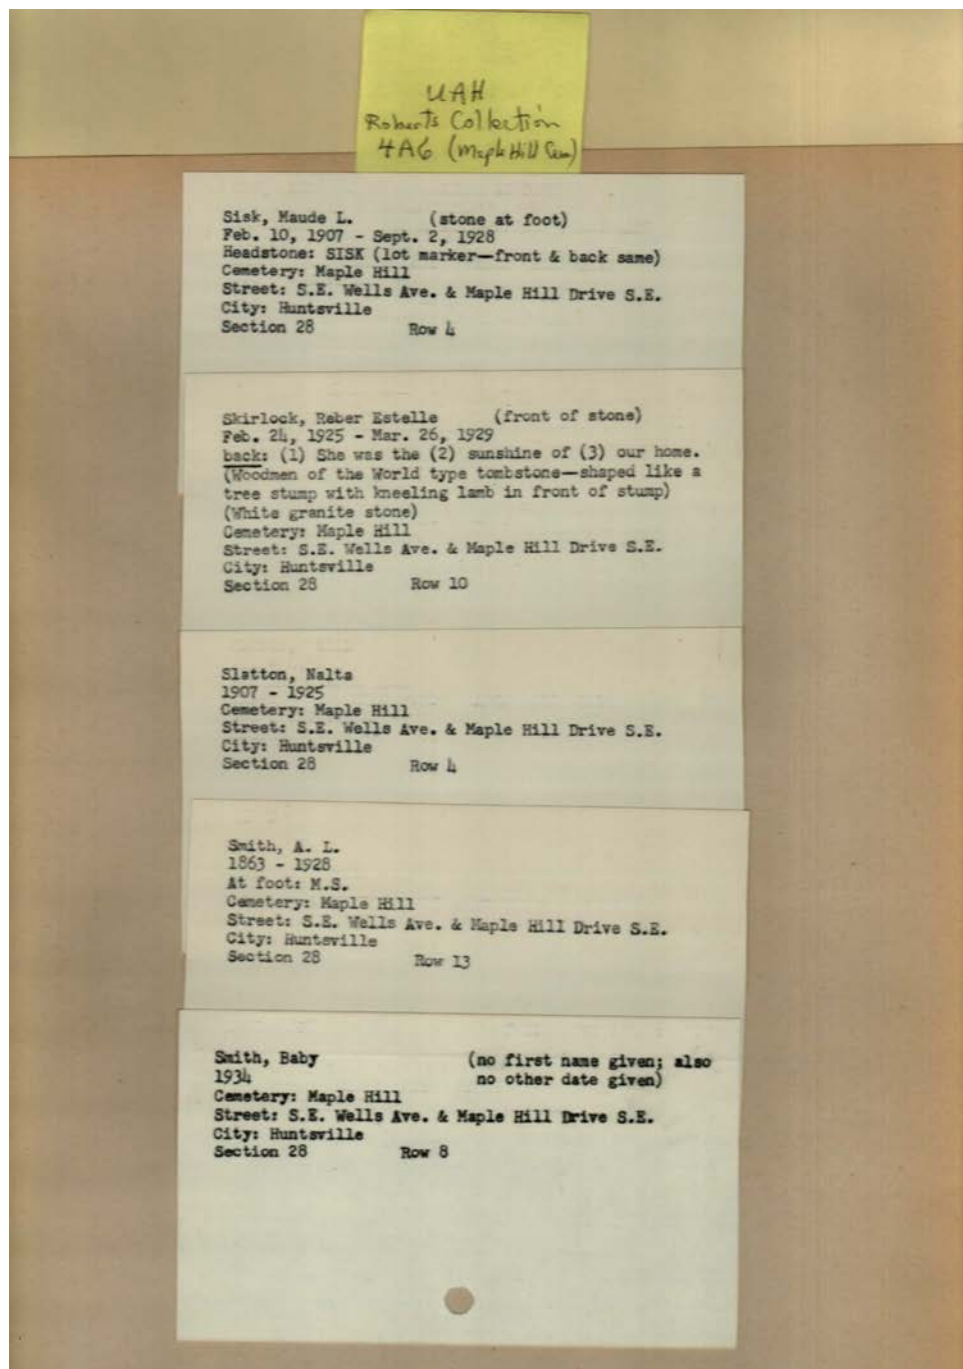 UAH
Roberts Collection
4A6 (Maple Hill Cem)
Sisk, Maude L. (stone at foot)
Feb. 10, 1907 - Sept. 2, 1928
Headstone: SISK (lot marker—front & back same)
Cemetery: Maple Hill
Street: S.E. Wells Ave. & Maple Hill Drive S.E.
City: Huntsville
Section 28 Row 4
Skirlock, Reber Estelle (front of stone)
Feb. 24, 1925 - Mar. 26, 1929
back: (1) She was the (2) sunshine of (3) our home.
(Woodmen of the World type tombstone—shaped like a
tree stump with kneeling lamb in front of stump)
(White granite stone)
Cemetery: Maple Hill
Street: S.E. Wells Ave. & Maple Hill Drive S.E.
City: Huntsville
Section 28 Row 10
Slatton, Nalta
1907 - 1925
Cemetery: Maple Hill
Street: S.E. Wells Ave. & Maple Hill Drive S.E.
City: Huntsville
Section 28 Row 4
Smith, A. L.
1863 - 1928
At foot: M.S.
Cemetery: Maple Hill
Street: S.E. Wells Ave. & Maple Hill Drive S.E.
City: Huntsville
Section 28 Row 13
Smith, Baby (no first name given; also
1934 no other date given)
Cemetery: Maple Hill
Street: S.E. Wells Ave. & Maple Hill Drive S.E.
City: Huntsville
Section 28 Row 8